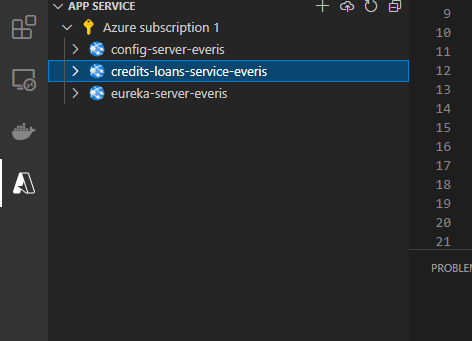 APP SERVICE
Azure subscription 1
config-server-everis
credits-loans-service-everis
eureka-server-everis
9
10
11
12
13
14
15
16
17
18
19
20
21
PROBLEM